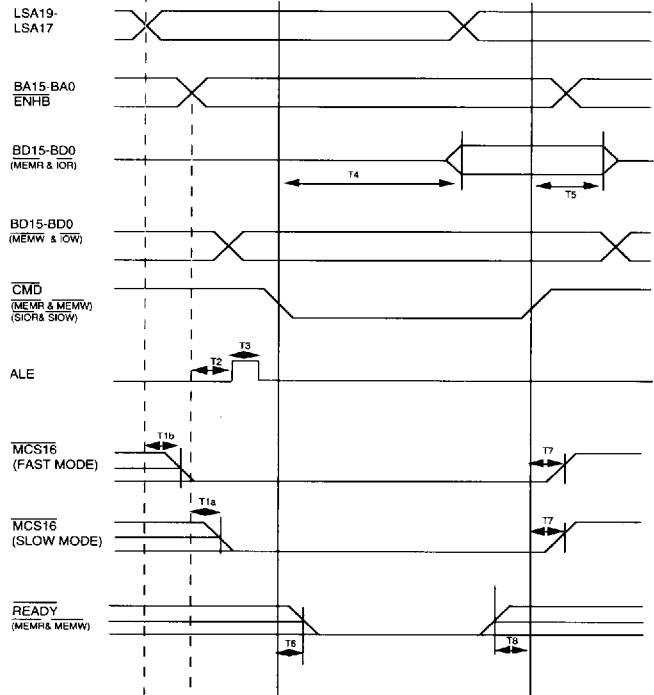 LSA19-
LSA17
BA15-BA0
ENHB
BD15-BD0
(MEMR & IOR)
T4
T5
BD15-BD0
(MEMW & IOW)
CMD
(MEMR & MEMW)
(SIOR& SIOW)
T3
T2
ALE
T1b
MCS16
(FAST MODE)
T7
T1a
MCS16
(SLOW MODE)
T7
READY
(MEMR& MEMW)
T6
T8